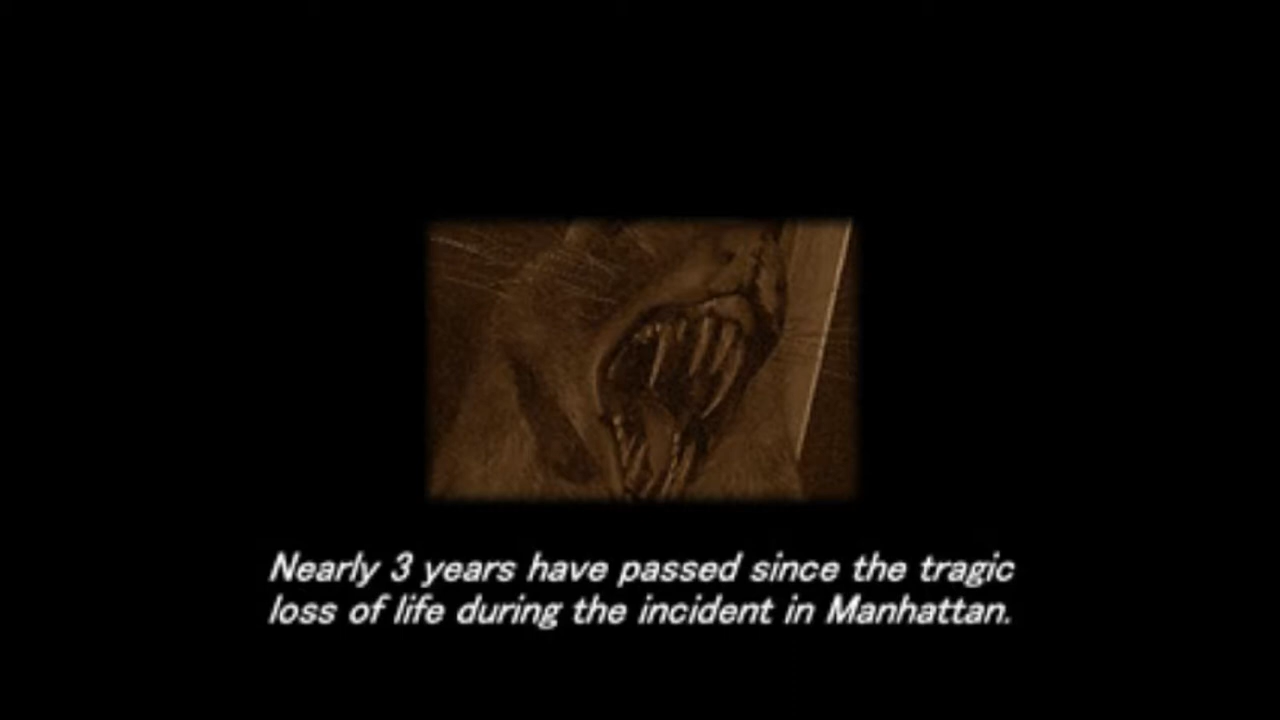 Nearly 3 years have passed since the tragic
loss of life during the incident in Manhattan.